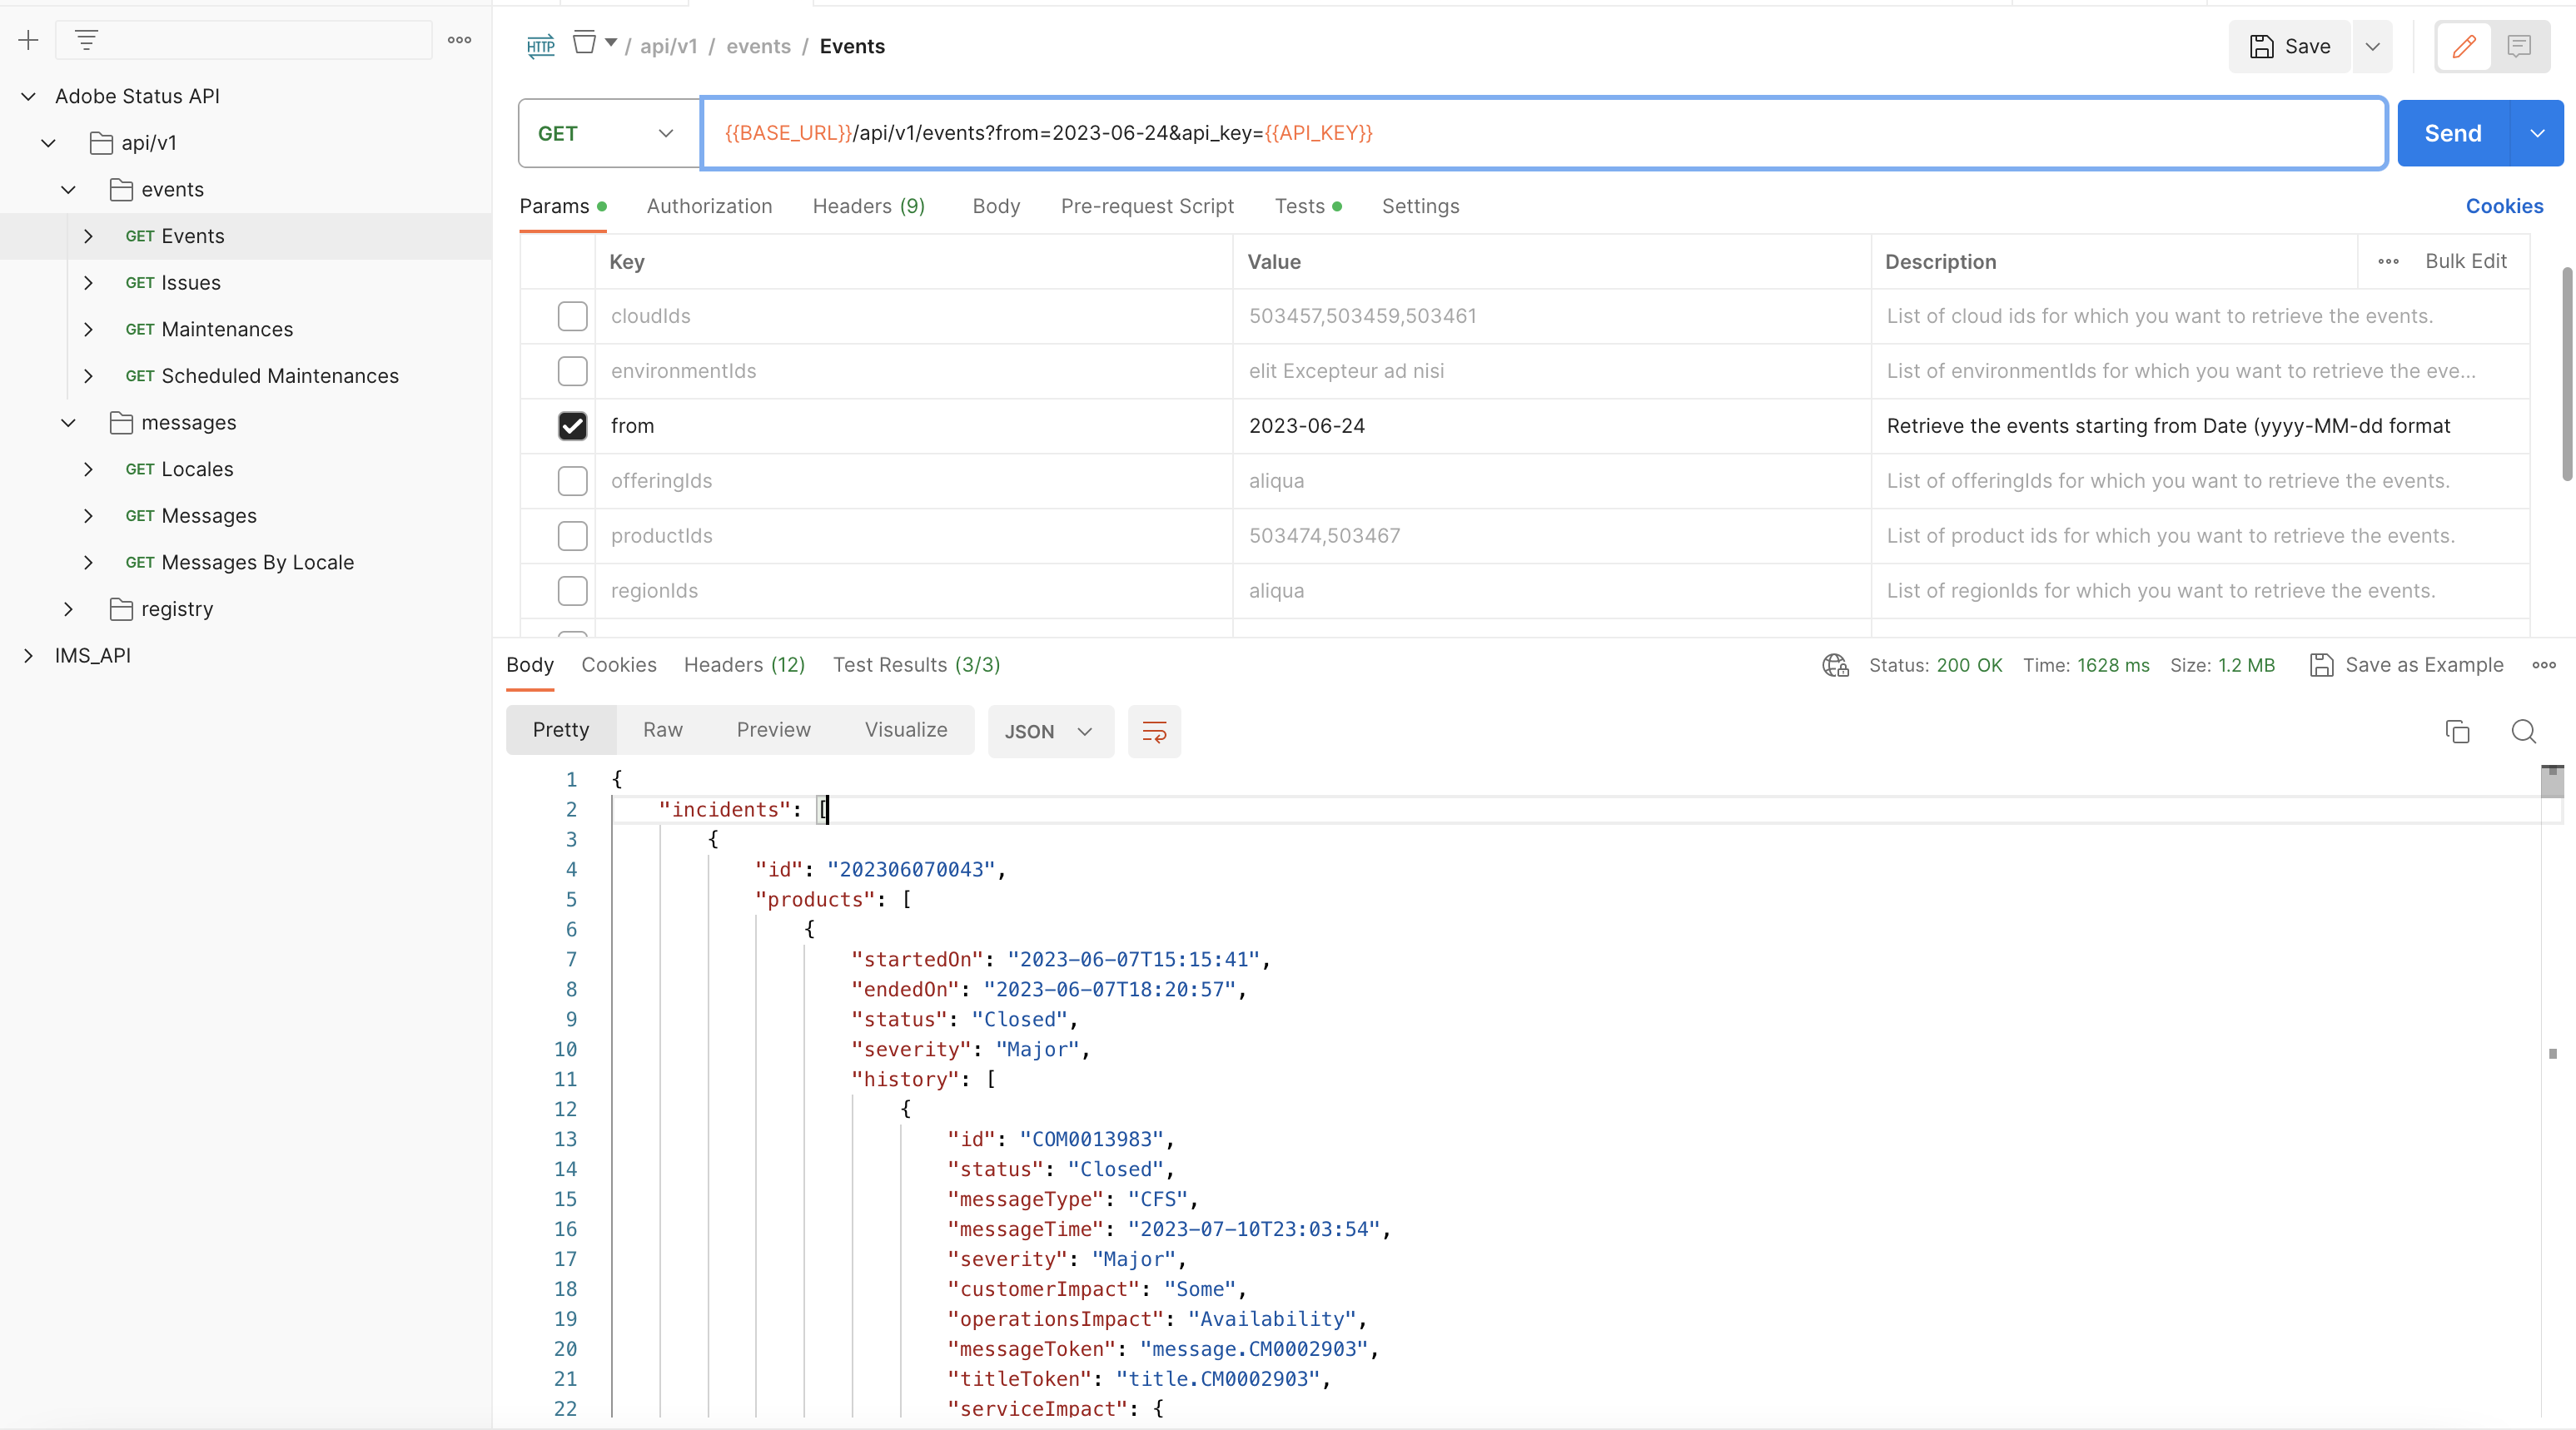 HTTP / api/v1 / events / Events
Save
Adobe Status API
api/v1
events
GET Events
GET Issues
GET Maintenances
GET Scheduled Maintenances
messages
GET Locales
GET Messages
GET Messages By Locale
registry
IMS_API
GET {{BASE_URL}}/api/v1/events?from=2023-06-24&api_key={{API_KEY}} Send
Params Authorization Headers (9) Body Pre-request Script Tests Settings Cookies
Key Value Description Bulk Edit
cloudIds 503457,503459,503461 List of cloud ids for which you want to retrieve the events.
environmentIds elit Excepteur ad nisi List of environmentIds for which you want to retrieve the eve...
from 2023-06-24 Retrieve the events starting from Date (yyyy-MM-dd format
offeringIds aliqua List of offeringIds for which you want to retrieve the events.
productIds 503474,503467 List of product ids for which you want to retrieve the events.
regionIds aliqua List of regionIds for which you want to retrieve the events.
Body Cookies Headers (12) Test Results (3/3) Status: 200 OK Time: 1628 ms Size: 1.2 MB Save as Example
Pretty Raw Preview Visualize JSON
1 {
2 "incidents": [
3 {
4 "id": "202306070043",
5 "products": [
6 {
7 "startedOn": "2023-06-07T15:15:41",
8 "endedOn": "2023-06-07T18:20:57",
9 "status": "Closed",
10 "severity": "Major",
11 "history": [
12 {
13 "id": "COM0013983",
14 "status": "Closed",
15 "messageType": "CFS",
16 "messageTime": "2023-07-10T23:03:54",
17 "severity": "Major",
18 "customerImpact": "Some",
19 "operationsImpact": "Availability",
20 "messageToken": "message.CM0002903",
21 "titleToken": "title.CM0002903",
22 "serviceImpact": {